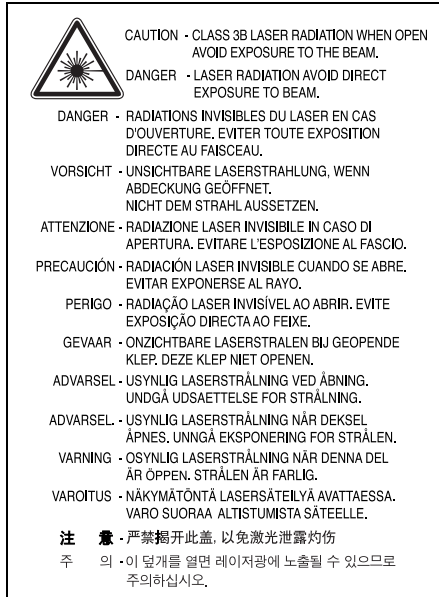 CAUTION - CLASS 3B LASER RADIATION WHEN OPEN
AVOID EXPOSURE TO THE BEAM.
DANGER - LASER RADIATION AVOID DIRECT
EXPOSURE TO BEAM.
DANGER - RADIATIONS INVISIBLES DU LASER EN CAS
D'OUVERTURE. EVITER TOUTE EXPOSITION
DIRECTE AU FAISCEAU.
VORSICHT - UNSICHTBARE LASERSTRAHLUNG, WENN
ABDECKUNG GEÖFFNET.
NICHT DEM STRAHL AUSSETZEN.
ATTENZIONE - RADIAZIONE LASER INVISIBILE IN CASO DI
APERTURA. EVITARE L'ESPOSIZIONE AL FASCIO.
PRECAUCIÓN - RADIACIÓN LASER INVISIBLE CUANDO SE ABRE.
EVITAR EXPONERSE AL RAYO.
PERIGO - RADIAÇÃO LASER INVISÍVEL AO ABRIR. EVITE
EXPOSIÇÃO DIRECTA AO FEIXE.
GEVAAR - ONZICHTBARE LASERSTRALEN BIJ GEOPENDE
KLEP. DEZE KLEP NIET OPENEN.
ADVARSEL - USYNLIG LASERSTRÅLNING VED ÅBNING.
UNDGÅ UDSAETTELSE FOR STRÅLNING.
ADVARSEL. - USYNLIG LASERSTRÅLNING NÅR DEKSEL
ÅPNES. UNNGÅ EKSPONERING FOR STRÅLEN.
VARNING - OSYNLIG LASERSTRÅLNING NÄR DENNA DEL
ÄR ÖPPEN. STRÅLEN ÄR FARLIG.
VAROITUS - NÄKYMÄTÖNTÄ LASERSÄTEILYÄ AVATTAESSA.
VARO SUORAA ALTISTUMISTA SÄTEELLE.
注 意 - 严禁揭开此盖, 以免激光泄露灼伤
주 의 - 이 덮개를 열면 레이저광에 노출될 수 있으므로
주의하십시오.